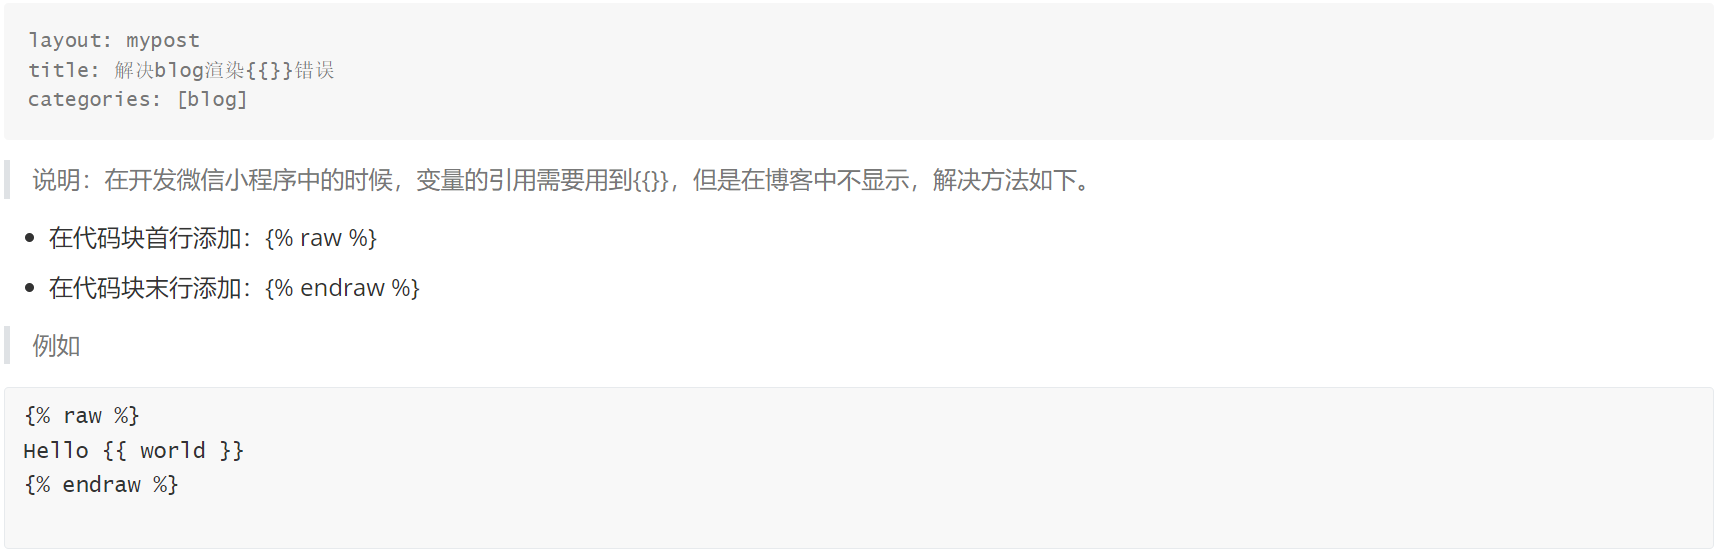 layout: mypost
title: 解决blog渲染{{}}错误
categories: [blog]
说明：在开发微信小程序中的时候，变量的引用需要用到{{}}，但是在博客中不显示，解决方法如下。
在代码块首行添加：{% raw %}
在代码块末行添加：{% endraw %}
例如
{% raw %}
Hello {{ world }}
{% endraw %}